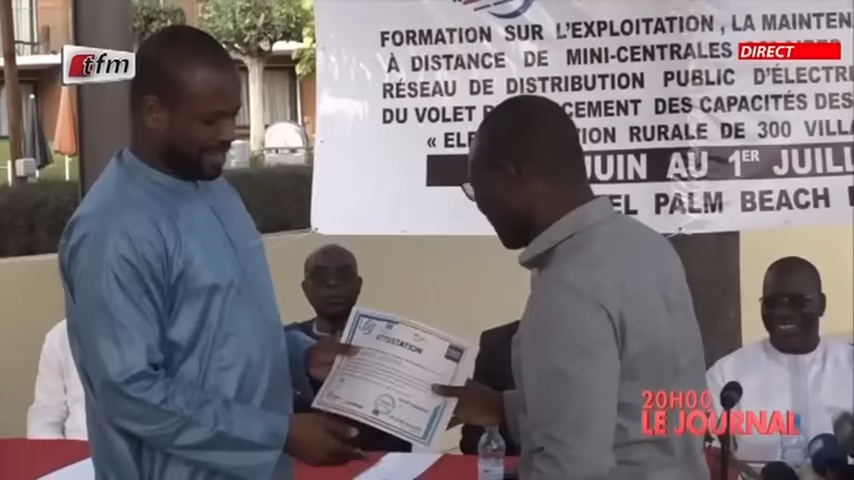 FORMATION SUR L'EXPLOITATION, LA MAINTEN
À DISTANCE DE MINI-CENTRALES
RÉSEAU DE DISTRIBUTION PUBLIC D'ÉLECTRI
DU VOLET CEMENT DES CAPACITÉS DES
« ELE TION RURALE DE 300 VILLA
JUIN AU 1ER JUILL
EL PALM BEACH
tfm
DIRECT
ATTESTATION
20H00
LE JOURNAL